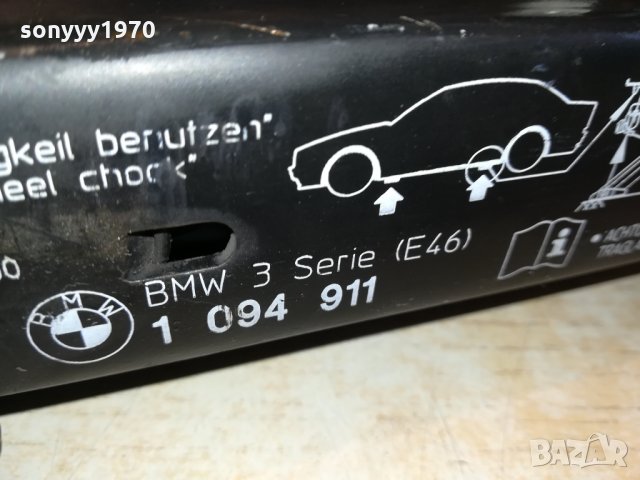 sonyyy1970
gkeil benutzen".
eel chock"
BMW 3 Serie (E46)
BMW
1 094 911
i
BAZAR